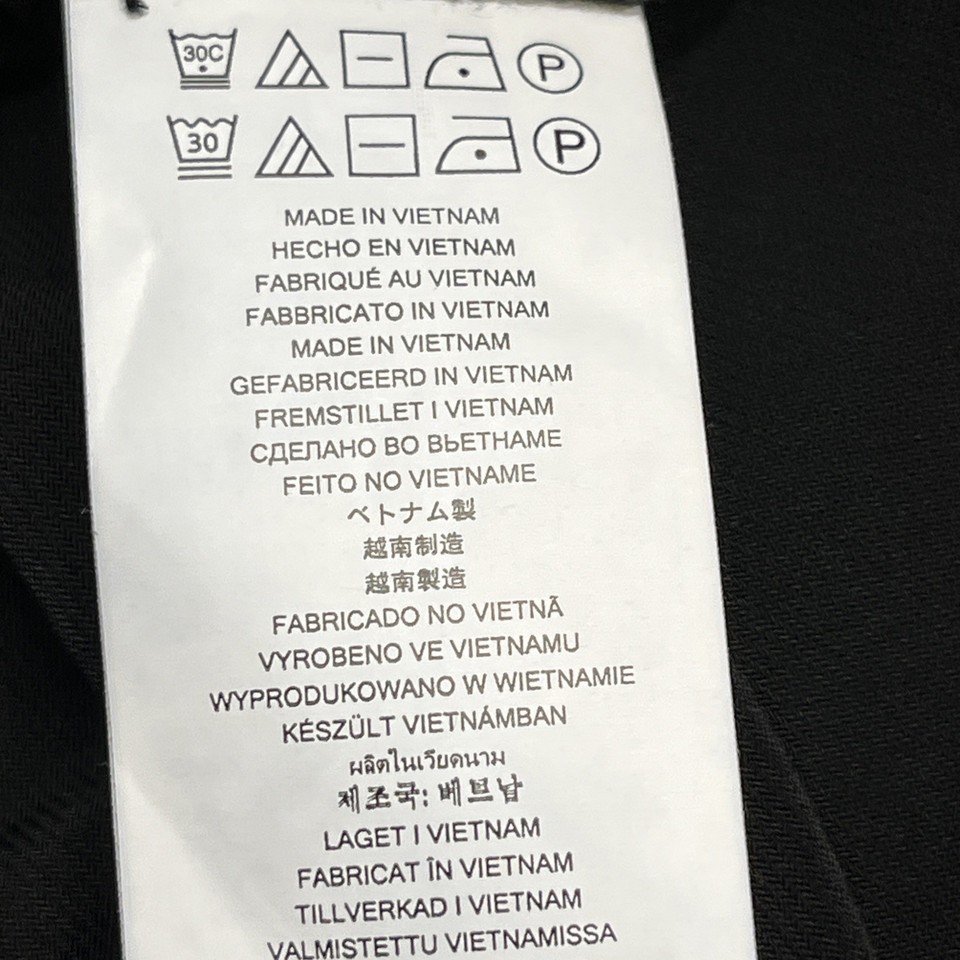 30C P
30 P
MADE IN VIETNAM
HECHO EN VIETNAM
FABRIQUÉ AU VIETNAM
FABBRICATO IN VIETNAM
MADE IN VIETNAM
GEFABRICEERD IN VIETNAM
FREMSTILLET I VIETNAM
СДЕЛАНО ВО ВЬЕТНАМЕ
FEITO NO VIETNAME
ベトナム製
越南制造
越南製造
FABRICADO NO VIETNÃ
VYROBENO VE VIETNAMU
WYPRODUKOWANO W WIETNAMIE
KÉSZÜLT VIETNÁMBAN
ผลิตในเวียดนาม
제조국: 베트남
LAGET I VIETNAM
FABRICAT ÎN VIETNAM
TILLVERKAD I VIETNAM
VALMISTETTU VIETNAMISSA